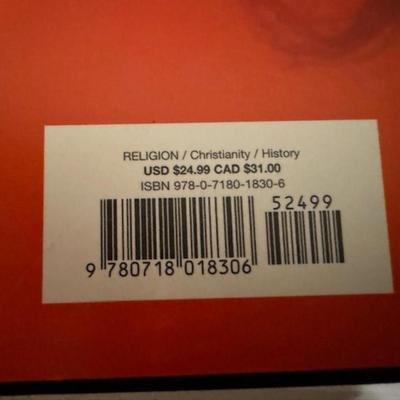 RELIGION / Christianity / History
USD $24.99 CAD $31.00
ISBN 978-0-7180-1830-6
52499
9 780718 018306